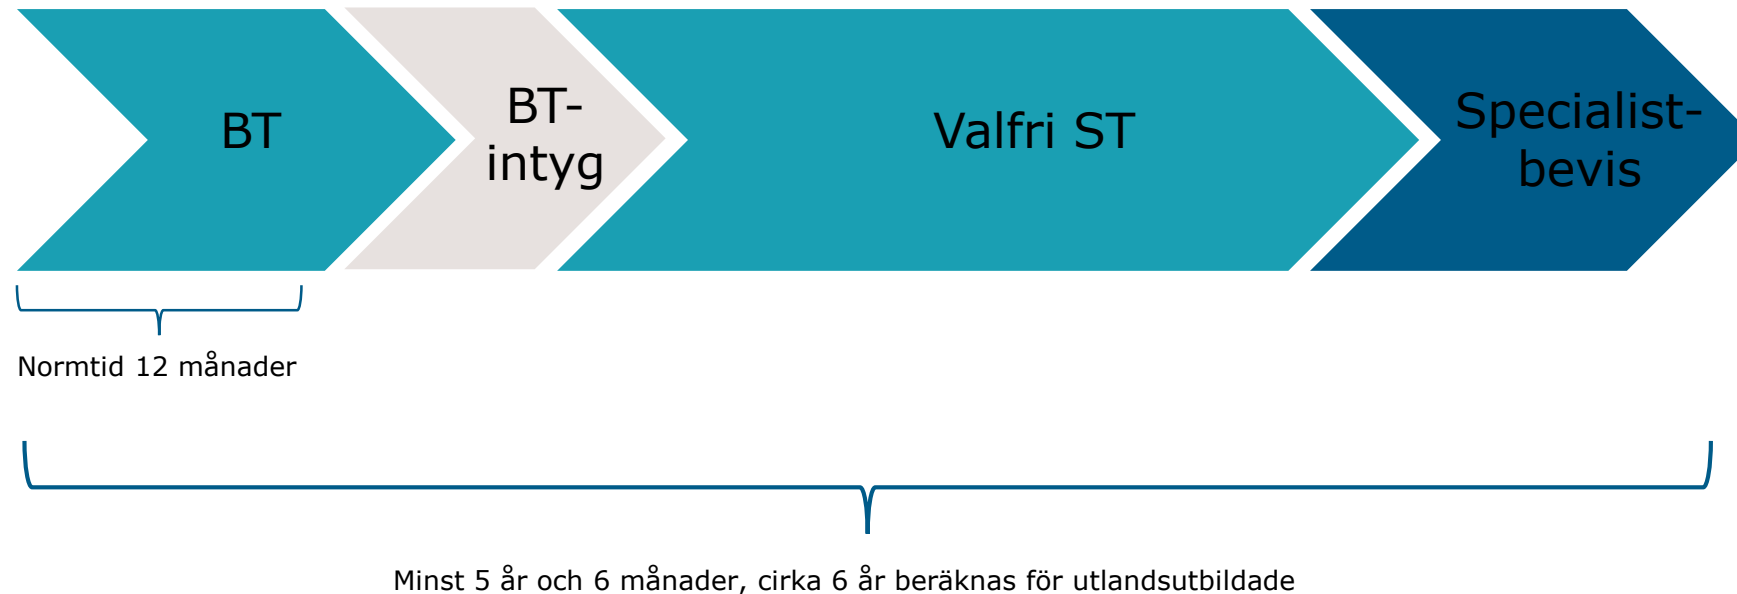 BT
BT-
intyg
Valfri ST
Specialist-
bevis
Normtid 12 månader
Minst 5 år och 6 månader, cirka 6 år beräknas för utlandsutbildade